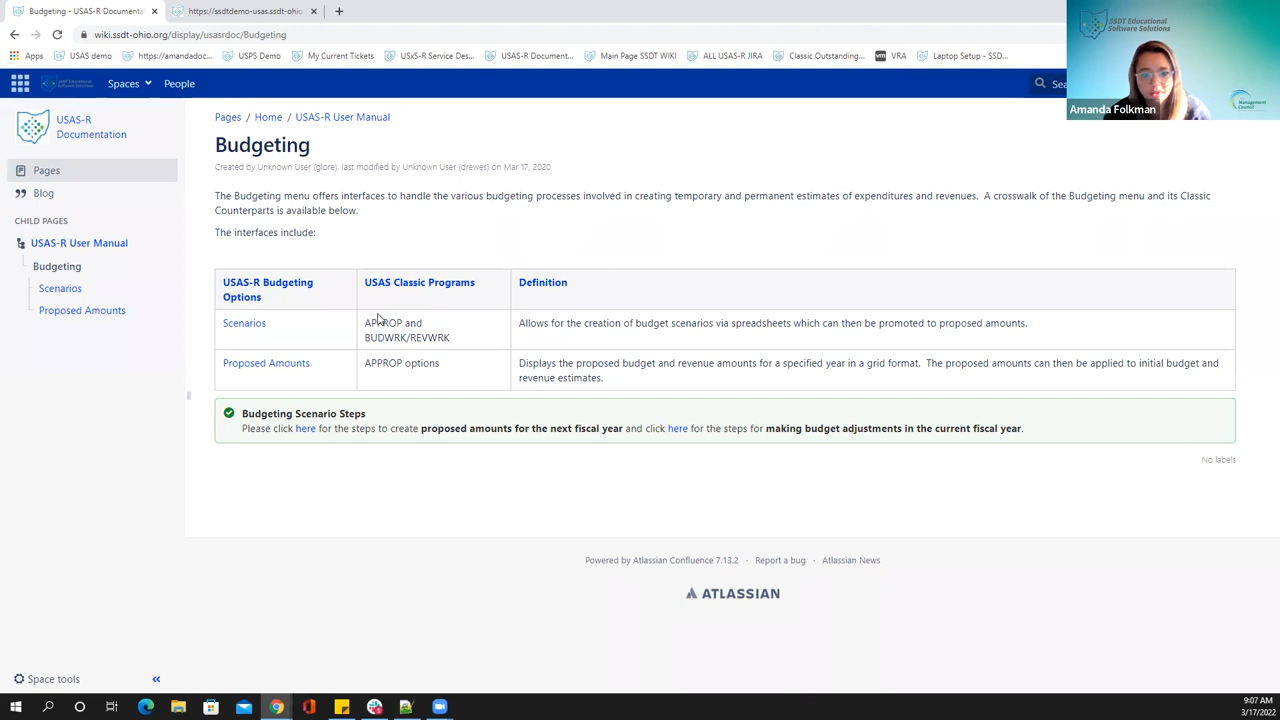 Budgeting - USAS-R Documenta
https://ssdtdemo-usas.ssdt-ohio
wiki.ssdt-ohio.org/display/usasrdoc/Budgeting
Apps
USAS demo
https://amandadoc...
USPS Demo
My Current Tickets
USxS-R Service Des...
USAS-R Document...
Main Page SSDT WIKI
ALL USAS-R JIRA
Classic Outstanding...
vm VRA
Laptop Setup - SSD...
SSDT Educational
Software Solutions
Management
Council
Amanda Folkman
Spaces
People
Sea
USAS-R
Documentation
Pages
Blog
CHILD PAGES
USAS-R User Manual
Budgeting
Scenarios
Proposed Amounts
Pages / Home / USAS-R User Manual
Budgeting
Created by Unknown User (glore), last modified by Unknown User (drewes) on Mar 17, 2020
The Budgeting menu offers interfaces to handle the various budgeting processes involved in creating temporary and permanent estimates of expenditures and revenues. A crosswalk of the Budgeting menu and its Classic
Counterparts is available below.
The interfaces include:
USAS-R Budgeting
Options
USAS Classic Programs
Definition
Scenarios
APPROP and
BUDWRK/REVWRK
Allows for the creation of budget scenarios via spreadsheets which can then be promoted to proposed amounts.
Proposed Amounts
APPROP options
Displays the proposed budget and revenue amounts for a specified year in a grid format. The proposed amounts can then be applied to initial budget and
revenue estimates.
Budgeting Scenario Steps
Please click here for the steps to create proposed amounts for the next fiscal year and click here for the steps for making budget adjustments in the current fiscal year.
No labels
Powered by Atlassian Confluence 7.13.2 · Report a bug · Atlassian News
ATLASSIAN
Space tools
9:07 AM
3/17/2022